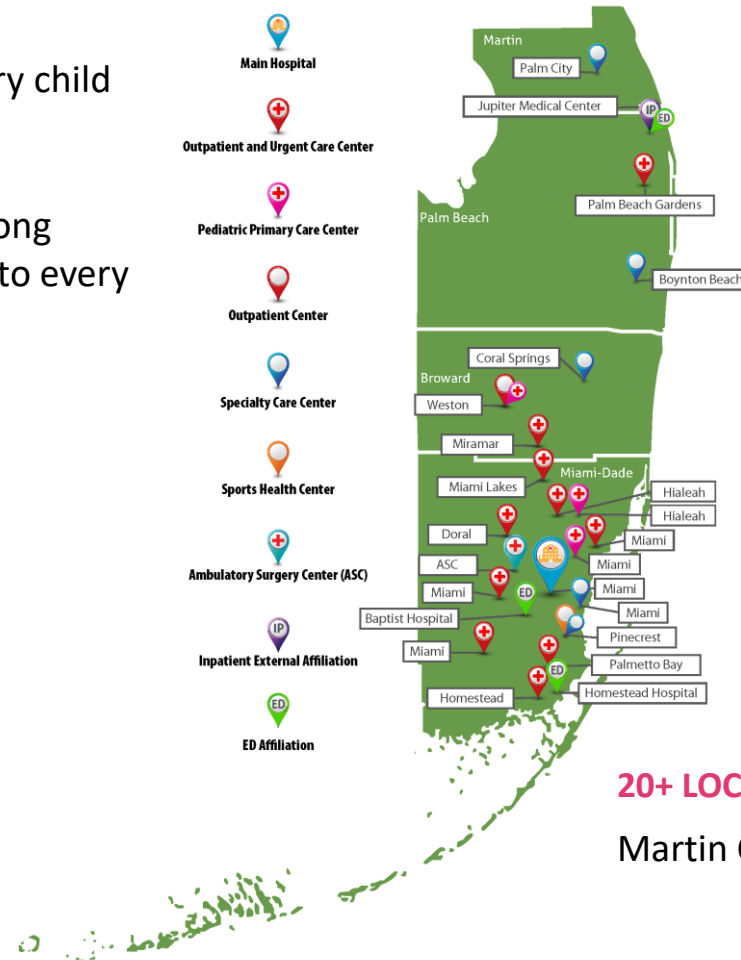 ry child
ong
to every
Main Hospital
Outpatient and Urgent Care Center
Pediatric Primary Care Center
Outpatient Center
Specialty Care Center
Sports Health Center
Ambulatory Surgery Center (ASC)
IP
Inpatient External Affiliation
ED
ED Affiliation
Martin
Palm City
Jupiter Medical Center
IP
ED
Palm Beach Gardens
Palm Beach
Boynton Beach
Coral Springs
Broward
Weston
Miramar
Miami-Dade
Miami Lakes
Hialeah
Hialeah
Doral
Miami
ASC
Miami
Miami
Miami
ED
Miami
Baptist Hospital
Pinecrest
Miami
Palmetto Bay
ED
Homestead
Homestead Hospital
20+ LOC
Martin